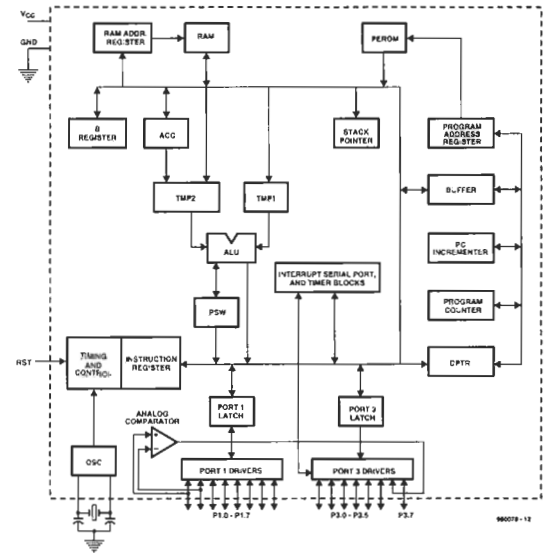 VCC
GND
RAM ADDR.
REGISTER
RAM
PEROM
B
REGISTER
ACC
STACK
POINTER
PROGRAM
ADDRESS
REGISTER
TMP2
TMP1
BUFFER
ALU
PC
INCREMENTER
INTERRUPT SERIAL PORT,
AND TIMER BLOCKS
PSW
PROGRAM
COUNTER
RST
TIMING
AND
CONTROL
INSTRUCTION
REGISTER
DPTR
PORT 1
LATCH
PORT 3
LATCH
ANALOG
COMPARATOR
+
−
OSC
PORT 1 DRIVERS
PORT 3 DRIVERS
P1.0 - P1.7
P3.0 - P3.5
P3.7